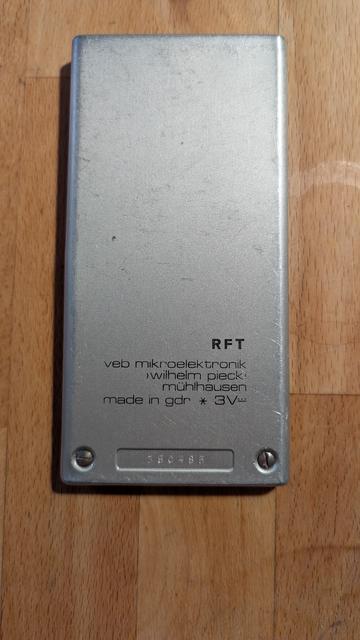 RFT
veb mikroelektronik
›wilhelm pieck‹
mühlhausen
made in gdr * 3V⎓